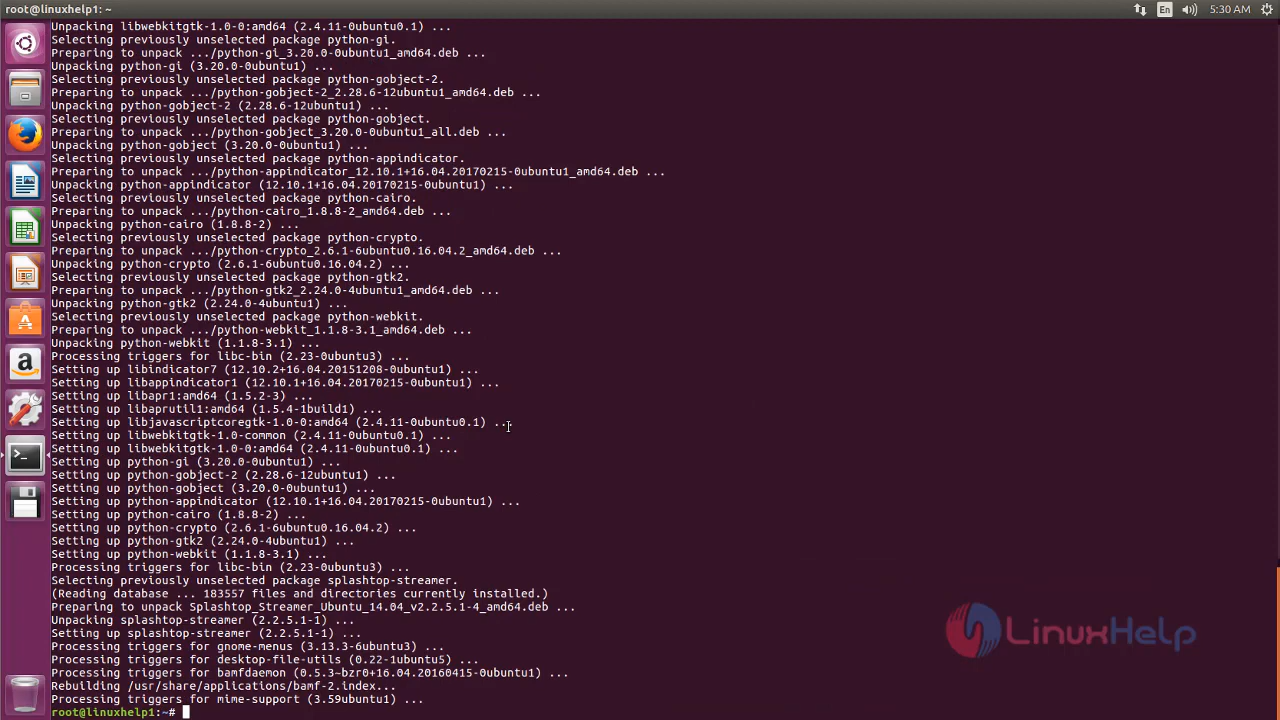 root@linuxhelp1: ~
En
5:30 AM
Unpacking libwebkitgtk-1.0-0:amd64 (2.4.11-0ubuntu0.1) ...
Selecting previously unselected package python-gi.
Preparing to unpack .../python-gi_3.20.0-0ubuntu1_amd64.deb ...
Unpacking python-gi (3.20.0-0ubuntu1) ...
Selecting previously unselected package python-gobject-2.
Preparing to unpack .../python-gobject-2_2.28.6-12ubuntu1_amd64.deb ...
Unpacking python-gobject-2 (2.28.6-12ubuntu1) ...
Selecting previously unselected package python-gobject.
Preparing to unpack .../python-gobject_3.20.0-0ubuntu1_all.deb ...
Unpacking python-gobject (3.20.0-0ubuntu1) ...
Selecting previously unselected package python-appindicator.
Preparing to unpack .../python-appindicator_12.10.1+16.04.20170215-0ubuntu1_amd64.deb ...
Unpacking python-appindicator (12.10.1+16.04.20170215-0ubuntu1) ...
Selecting previously unselected package python-cairo.
Preparing to unpack .../python-cairo_1.8.8-2_amd64.deb ...
Unpacking python-cairo (1.8.8-2) ...
Selecting previously unselected package python-crypto.
Preparing to unpack .../python-crypto_2.6.1-6ubuntu0.16.04.2_amd64.deb ...
Unpacking python-crypto (2.6.1-6ubuntu0.16.04.2) ...
Selecting previously unselected package python-gtk2.
Preparing to unpack .../python-gtk2_2.24.0-4ubuntu1_amd64.deb ...
Unpacking python-gtk2 (2.24.0-4ubuntu1) ...
Selecting previously unselected package python-webkit.
Preparing to unpack .../python-webkit_1.1.8-3.1_amd64.deb ...
Unpacking python-webkit (1.1.8-3.1) ...
Processing triggers for libc-bin (2.23-0ubuntu3) ...
Setting up libindicator7 (12.10.2+16.04.20151208-0ubuntu1) ...
Setting up libappindicator1 (12.10.1+16.04.20170215-0ubuntu1) ...
Setting up libapr1:amd64 (1.5.2-3) ...
Setting up libaprutil1:amd64 (1.5.4-1build1) ...
Setting up libjavascriptcoregtk-1.0-0:amd64 (2.4.11-0ubuntu0.1) ...
Setting up libwebkitgtk-1.0-common (2.4.11-0ubuntu0.1) ...
Setting up libwebkitgtk-1.0-0:amd64 (2.4.11-0ubuntu0.1) ...
Setting up python-gi (3.20.0-0ubuntu1) ...
Setting up python-gobject-2 (2.28.6-12ubuntu1) ...
Setting up python-gobject (3.20.0-0ubuntu1) ...
Setting up python-appindicator (12.10.1+16.04.20170215-0ubuntu1) ...
Setting up python-cairo (1.8.8-2) ...
Setting up python-crypto (2.6.1-6ubuntu0.16.04.2) ...
Setting up python-gtk2 (2.24.0-4ubuntu1) ...
Setting up python-webkit (1.1.8-3.1) ...
Processing triggers for libc-bin (2.23-0ubuntu3) ...
Selecting previously unselected package splashtop-streamer.
(Reading database ... 183557 files and directories currently installed.)
Preparing to unpack Splashtop_Streamer_Ubuntu_14.04_v2.2.5.1-4_amd64.deb ...
Unpacking splashtop-streamer (2.2.5.1-1) ...
Setting up splashtop-streamer (2.2.5.1-1) ...
Processing triggers for gnome-menus (3.13.3-6ubuntu3) ...
Processing triggers for desktop-file-utils (0.22-1ubuntu5) ...
Processing triggers for bamfdaemon (0.5.3~bzr0+16.04.20160415-0ubuntu1) ...
Rebuilding /usr/share/applications/bamf-2.index...
Processing triggers for mime-support (3.59ubuntu1) ...
root@linuxhelp1:~#
LinuxHelp